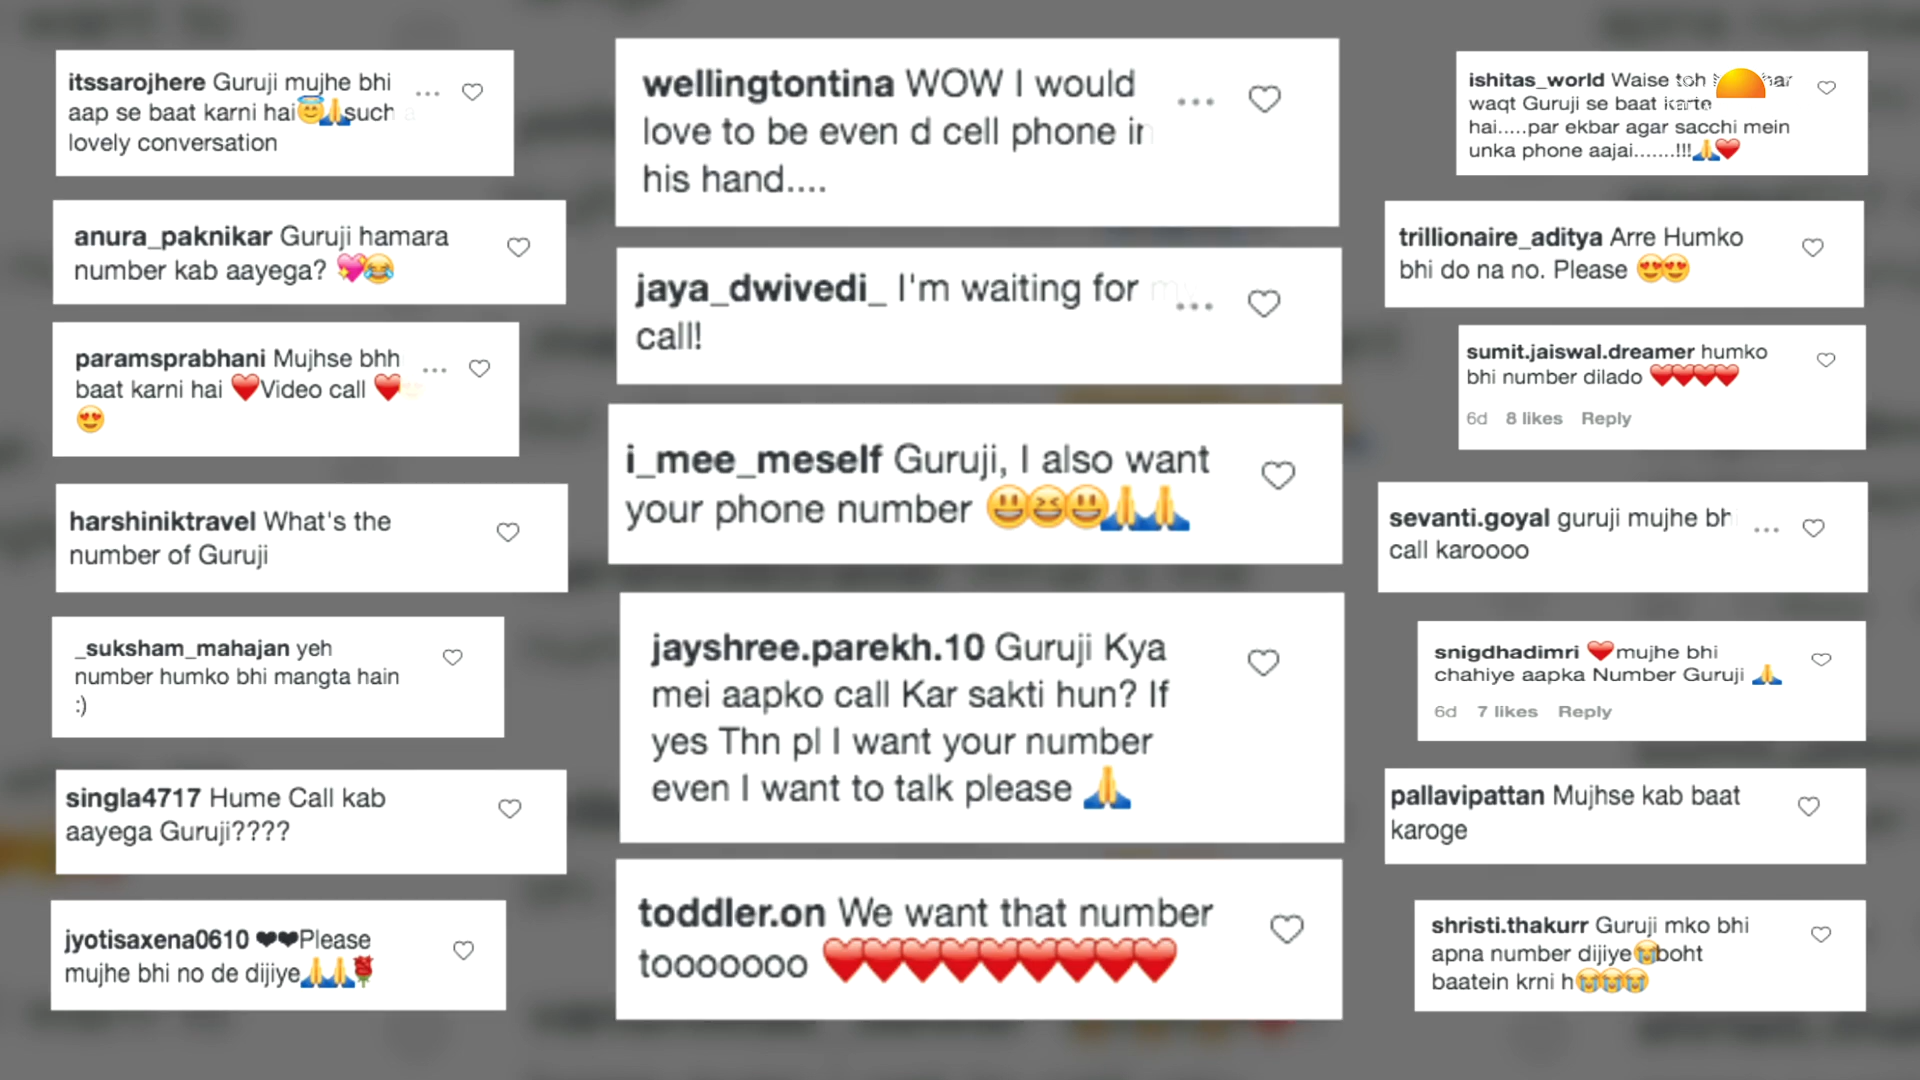 itssarojhere Guruji mujhe bhi
aap se baat karni hai😇🙏such a
lovely conversation
anura_paknikar Guruji hamara
number kab aayega? 💖😂
paramsprabhani Mujhse bhh
baat karni hai ❤️Video call ❤️
😍
harshiniktravel What's the
number of Guruji
_suksham_mahajan yeh
number humko bhi mangta hain
:)
singla4717 Hume Call kab
aayega Guruji????
jyotisaxena0610 ❤❤Please
mujhe bhi no de dijiye🙏🙏🌹
wellingtontina WOW I would
love to be even d cell phone in
his hand....
jaya_dwivedi_ I'm waiting for my
call!
i_mee_meself Guruji, I also want
your phone number 😃😆😃🙏🙏
jayshree.parekh.10 Guruji Kya
mei aapko call Kar sakti hun? If
yes Thn pl I want your number
even I want to talk please 🙏
toddler.on We want that number
tooooooo ❤️❤️❤️❤️❤️❤️❤️❤️❤️
ishitas_world Waise toh har
waqt Guruji se baat karte
hai.....par ekbar agar sacchi mein
unka phone aajai.......!!!🙏❤️
trillionaire_aditya Arre Humko
bhi do na no. Please 😍😍
sumit.jaiswal.dreamer humko
bhi number dilado ❤️❤️❤️❤️
6d 8 likes Reply
sevanti.goyal guruji mujhe bh
call karoooo
snigdhadimri ❤️mujhe bhi
chahiye aapka Number Guruji 🙏
6d 7 likes Reply
pallavipattan Mujhse kab baat
karoge
shristi.thakurr Guruji mko bhi
apna number dijiye😭boht
baatein krni h😭😭😭